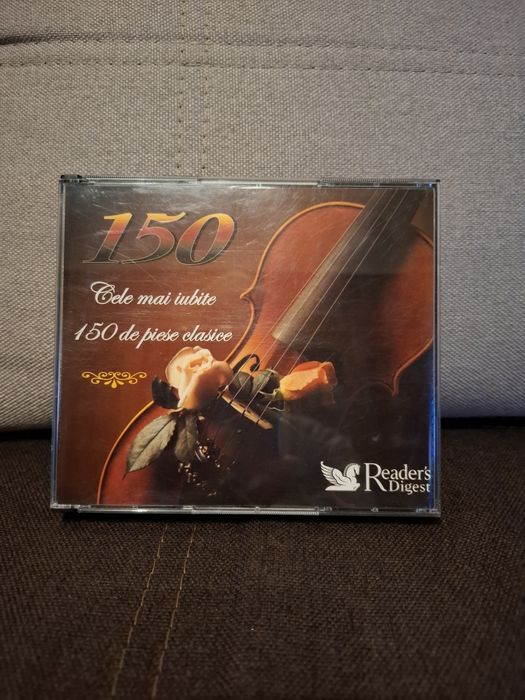 150
Cele mai iubite
150 de piese clasice
Reader's
Digest